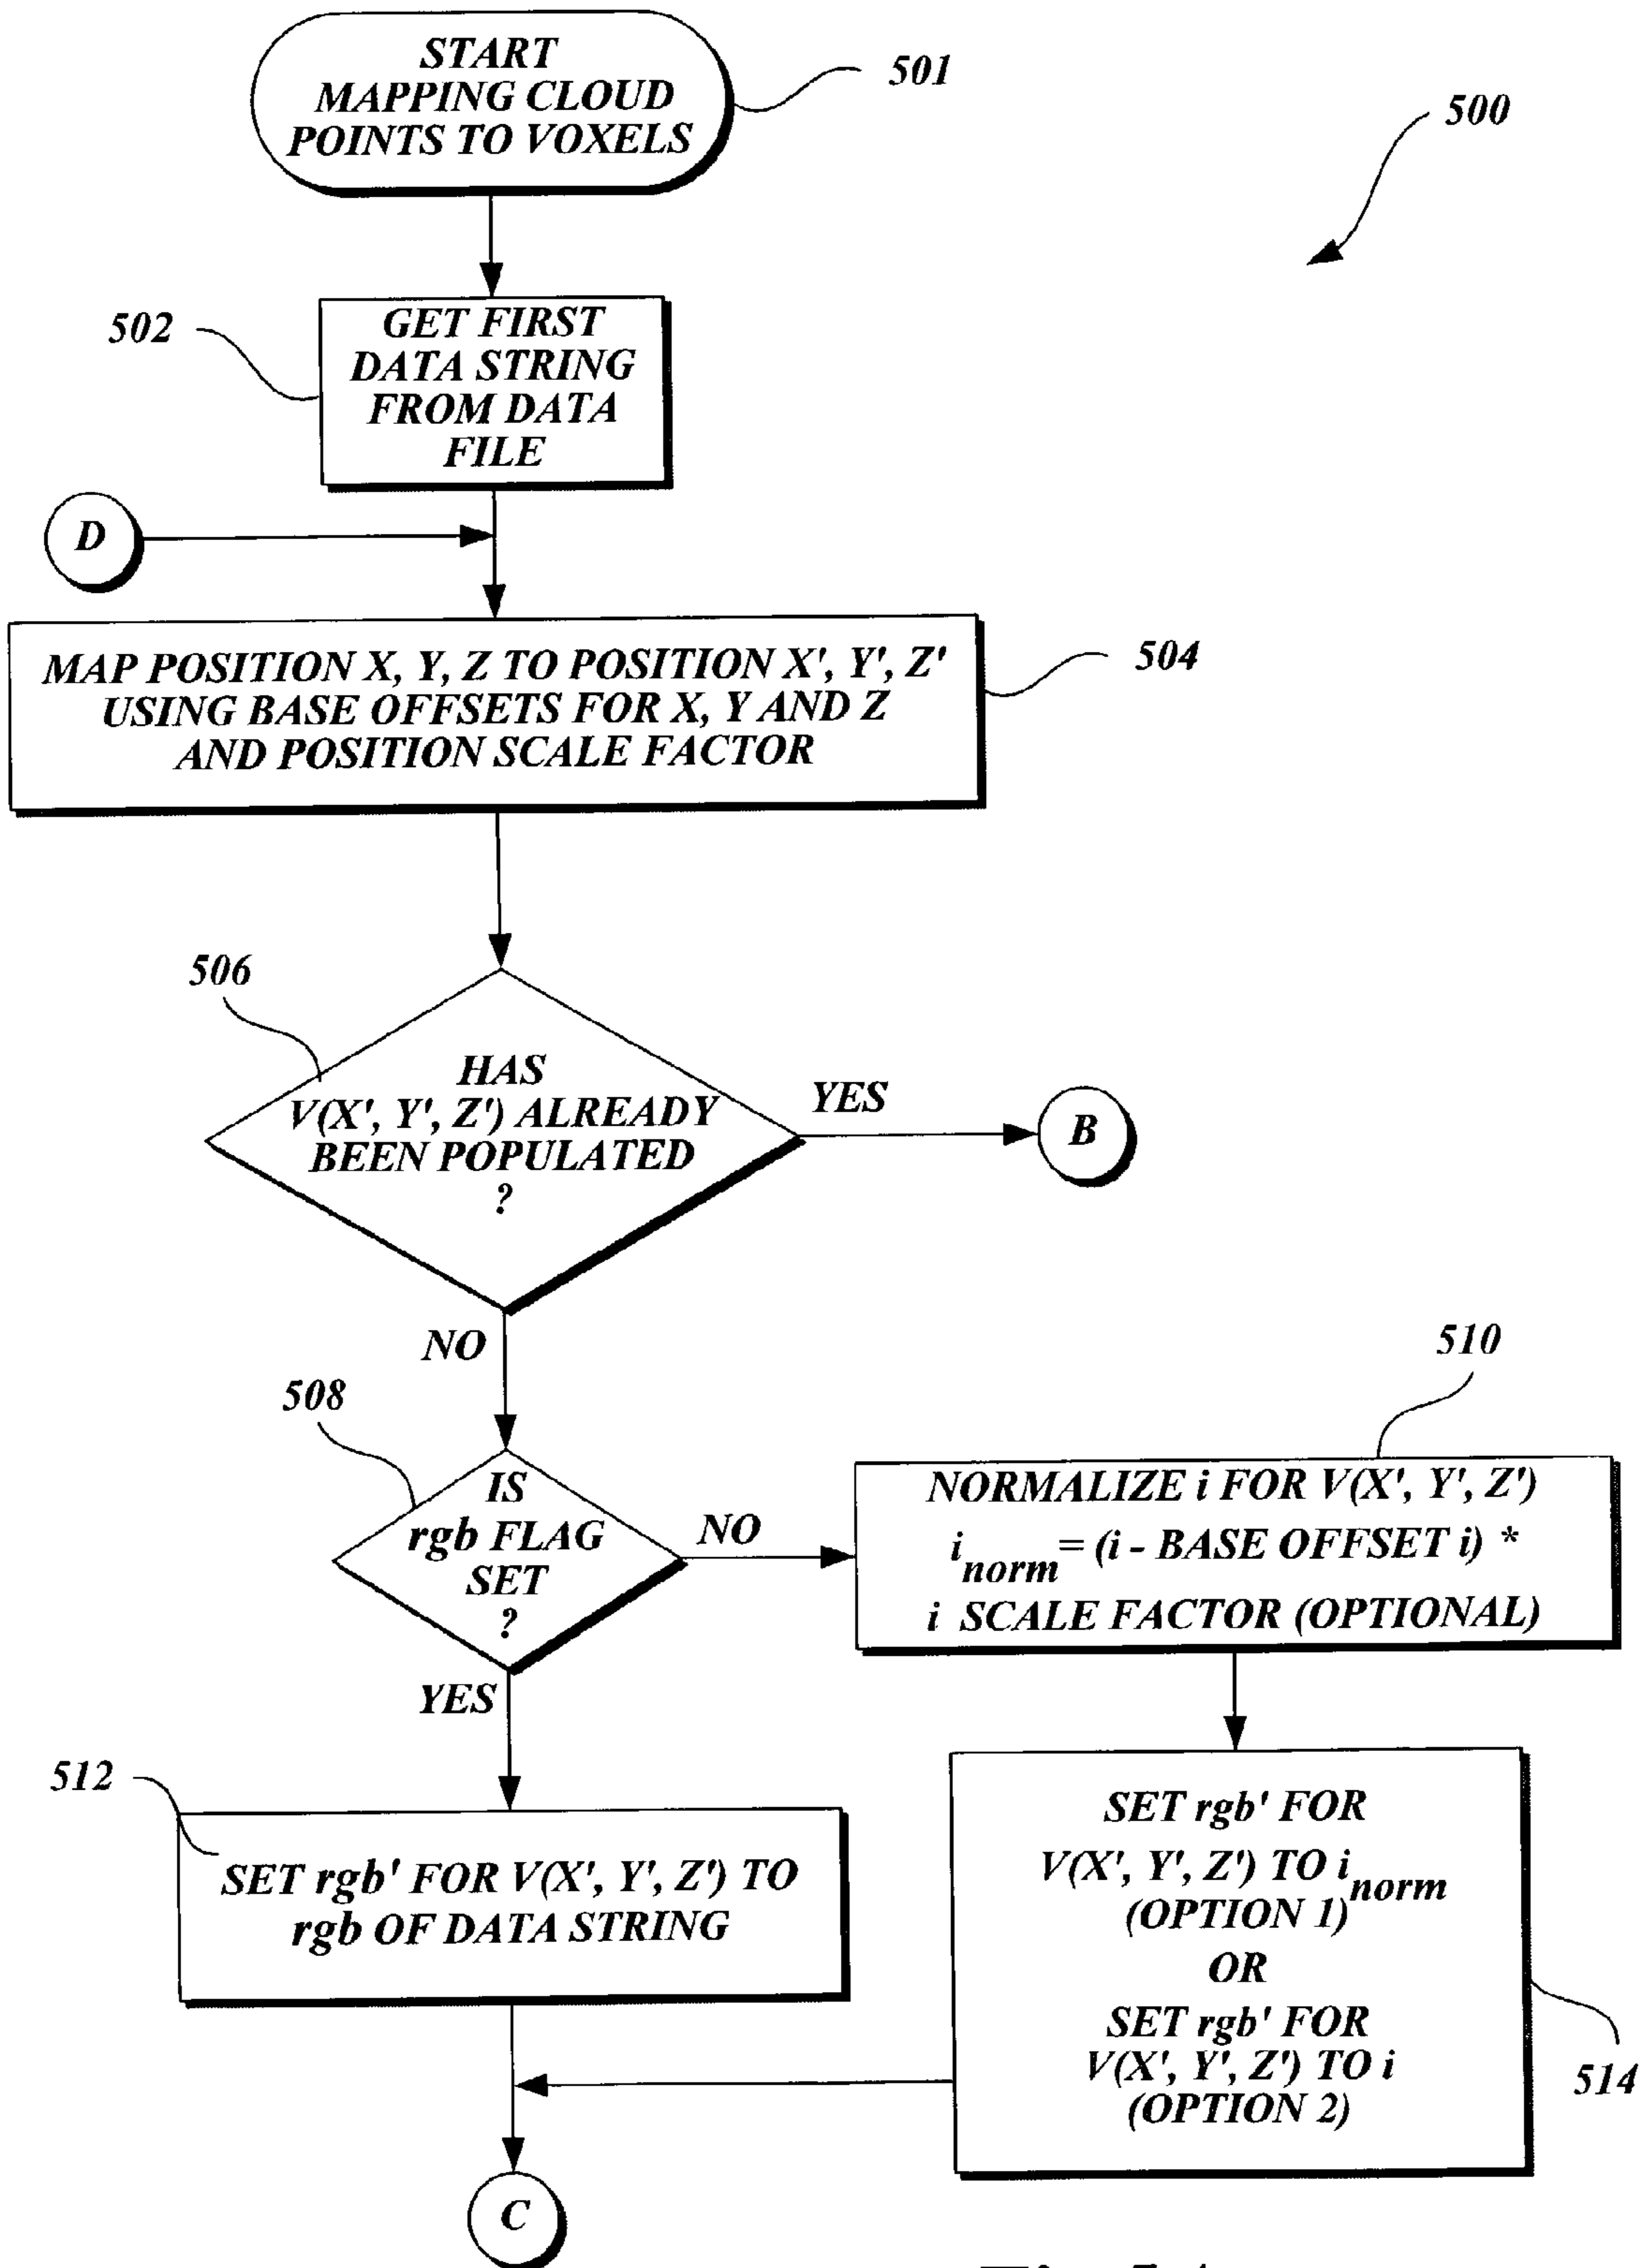 START
MAPPING CLOUD
POINTS TO VOXELS
501
500
502
GET FIRST
DATA STRING
FROM DATA
FILE
D
MAP POSITION X, Y, Z TO POSITION X', Y', Z'
USING BASE OFFSETS FOR X, Y AND Z
AND POSITION SCALE FACTOR
504
506
HAS
V(X', Y', Z') ALREADY
BEEN POPULATED
?
YES
B
NO
508
IS
rgb FLAG
SET
?
NO
510
NORMALIZE i FOR V(X', Y', Z')
i norm = (i - BASE OFFSET i) *
i SCALE FACTOR (OPTIONAL)
YES
512
SET rgb' FOR V(X', Y', Z') TO
rgb OF DATA STRING
SET rgb' FOR
V(X', Y', Z') TO i norm
(OPTION 1)
OR
SET rgb' FOR
V(X', Y', Z') TO i
(OPTION 2)
514
C